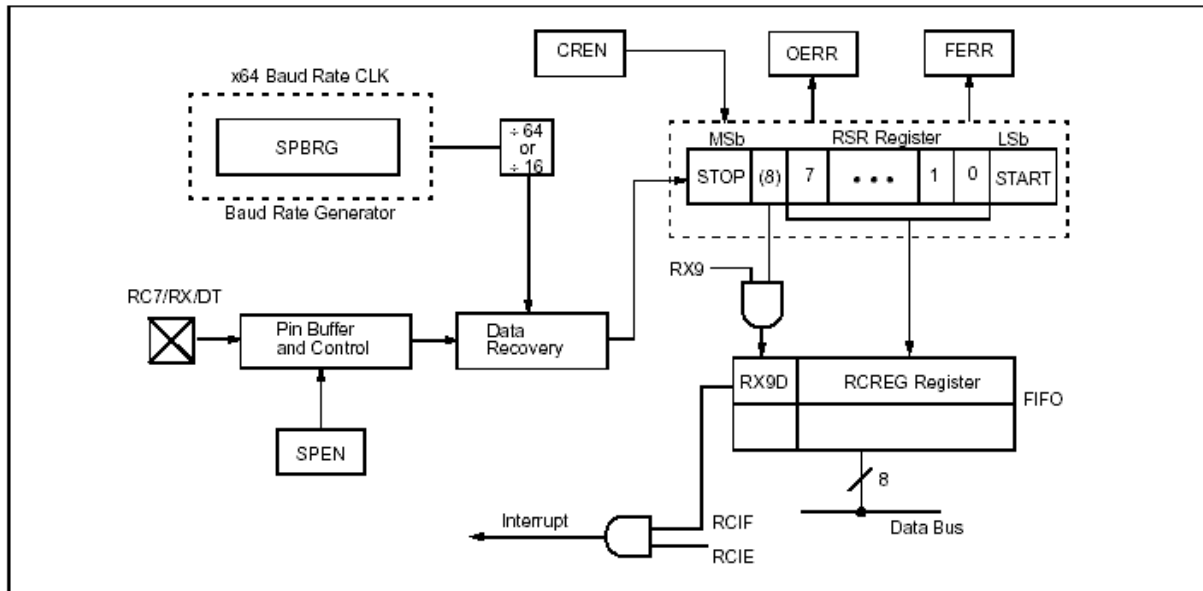 CREN
OERR
FERR
x64 Baud Rate CLK
SPBRG
÷ 64
or
÷ 16
Baud Rate Generator
MSb
RSR Register
LSb
STOP
(8)
7
• • •
1
0
START
RX9
RC7/RX/DT
Pin Buffer
and Control
Data
Recovery
SPEN
RX9D
RCREG Register
FIFO
8
Data Bus
Interrupt
RCIF
RCIE